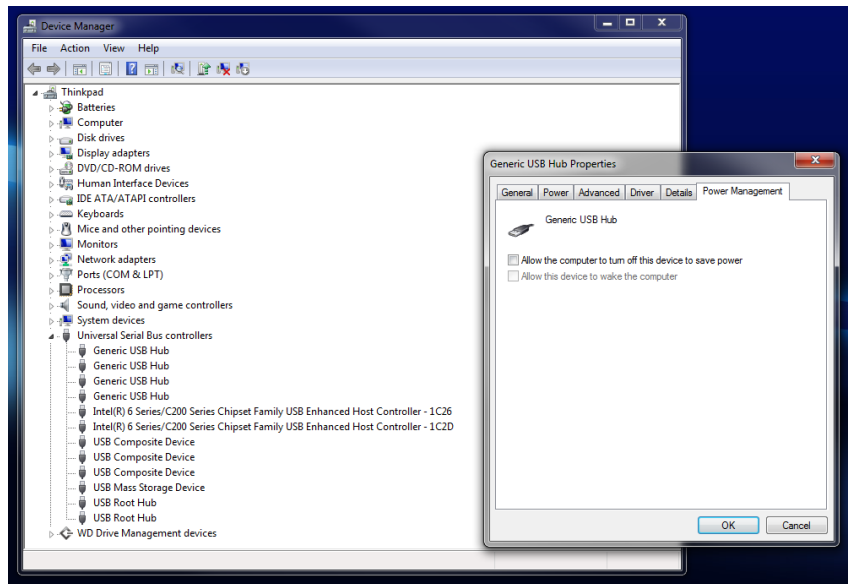 Device Manager
File Action View Help
Thinkpad
Batteries
Computer
Disk drives
Display adapters
DVD/CD-ROM drives
Human Interface Devices
IDE ATA/ATAPI controllers
Keyboards
Mice and other pointing devices
Monitors
Network adapters
Ports (COM & LPT)
Processors
Sound, video and game controllers
System devices
Universal Serial Bus controllers
Generic USB Hub
Generic USB Hub
Generic USB Hub
Generic USB Hub
Intel(R) 6 Series/C200 Series Chipset Family USB Enhanced Host Controller - 1C26
Intel(R) 6 Series/C200 Series Chipset Family USB Enhanced Host Controller - 1C2D
USB Composite Device
USB Composite Device
USB Composite Device
USB Mass Storage Device
USB Root Hub
USB Root Hub
WD Drive Management devices
Generic USB Hub Properties
General Power Advanced Driver Details Power Management
Generic USB Hub
Allow the computer to turn off this device to save power
Allow this device to wake the computer
OK Cancel